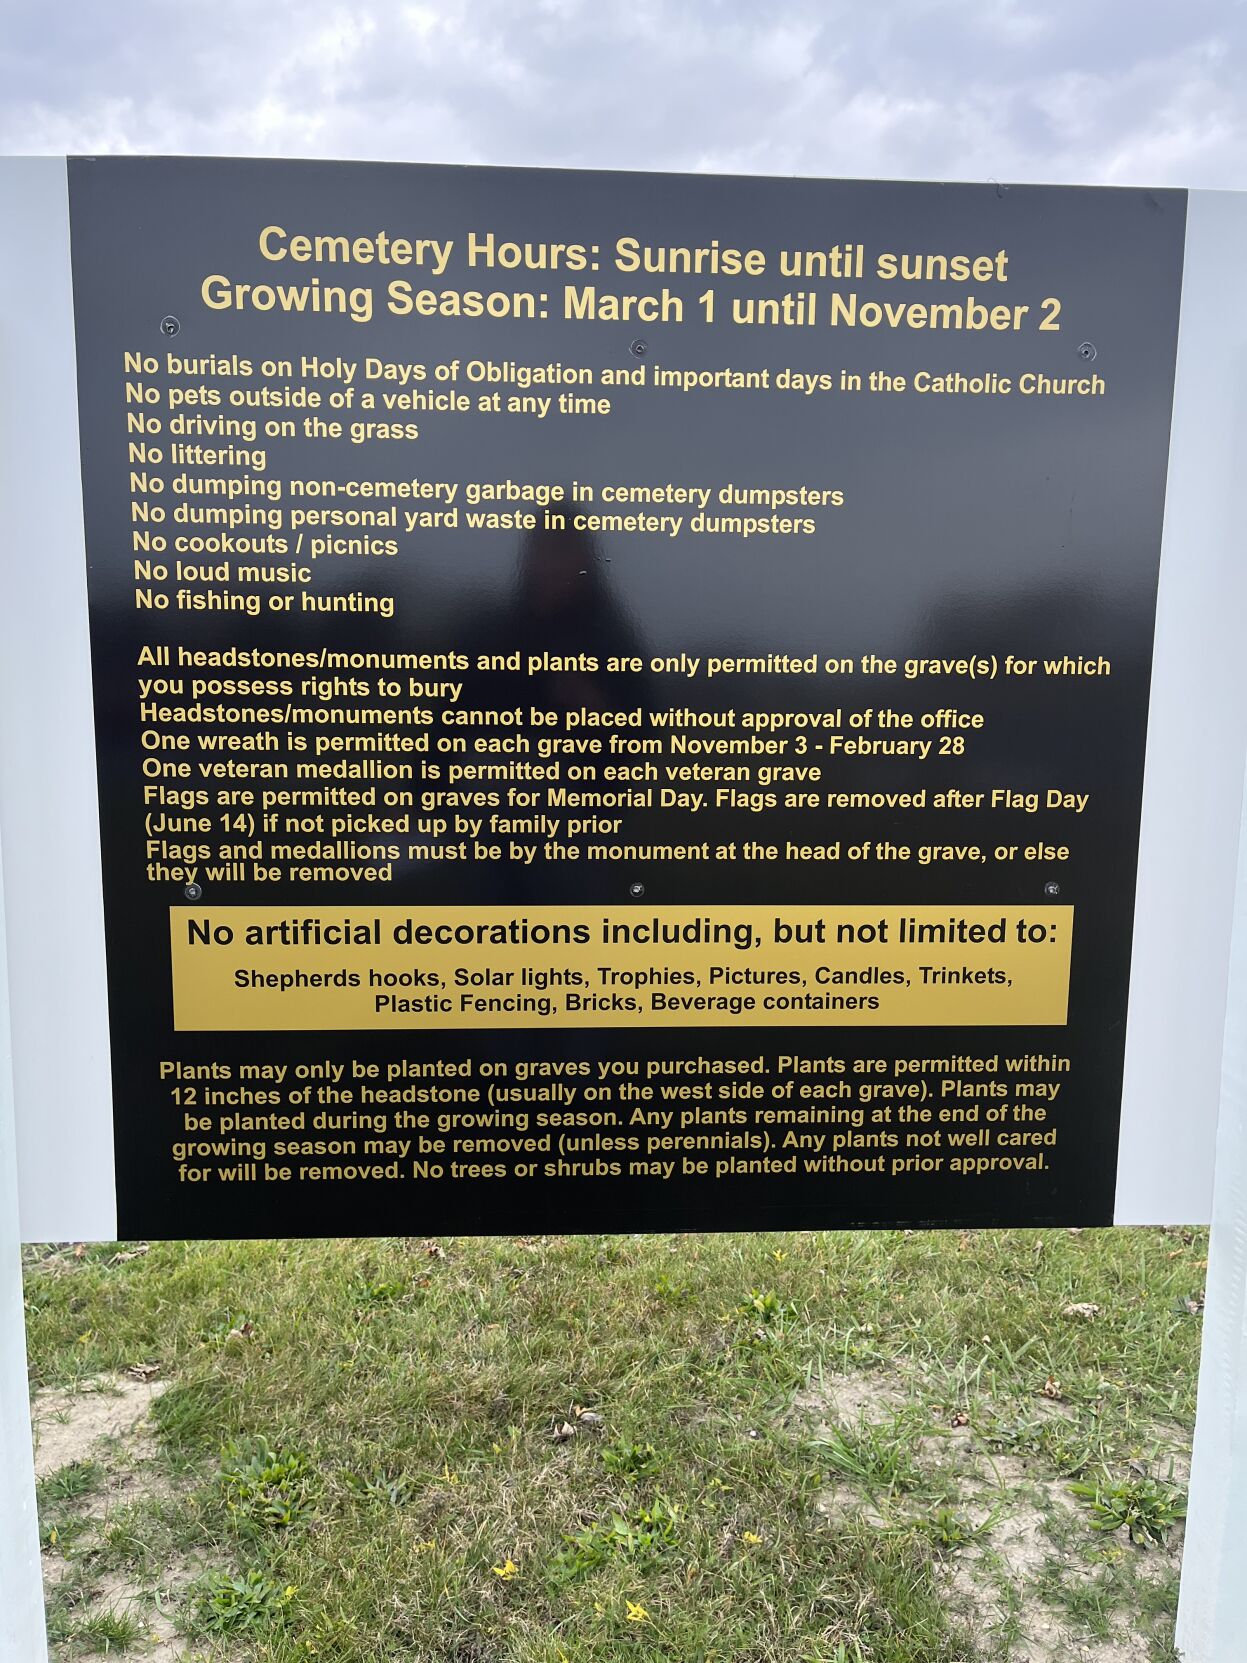 Cemetery Hours: Sunrise until sunset
Growing Season: March 1 until November 2
No burials on Holy Days of Obligation and important days in the Catholic Church
No pets outside of a vehicle at any time
No driving on the grass
No littering
No dumping non-cemetery garbage in cemetery dumpsters
No dumping personal yard waste in cemetery dumpsters
No cookouts / picnics
No loud music
No fishing or hunting
All headstones/monuments and plants are only permitted on the grave(s) for which
you possess rights to bury
Headstones/monuments cannot be placed without approval of the office
One wreath is permitted on each grave from November 3 - February 28
One veteran medallion is permitted on each veteran grave
Flags are permitted on graves for Memorial Day. Flags are removed after Flag Day
(June 14) if not picked up by family prior
Flags and medallions must be by the monument at the head of the grave, or else
they will be removed
No artificial decorations including, but not limited to:
Shepherds hooks, Solar lights, Trophies, Pictures, Candles, Trinkets,
Plastic Fencing, Bricks, Beverage containers
Plants may only be planted on graves you purchased. Plants are permitted within
12 inches of the headstone (usually on the west side of each grave). Plants may
be planted during the growing season. Any plants remaining at the end of the
growing season may be removed (unless perennials). Any plants not well cared
for will be removed. No trees or shrubs may be planted without prior approval.